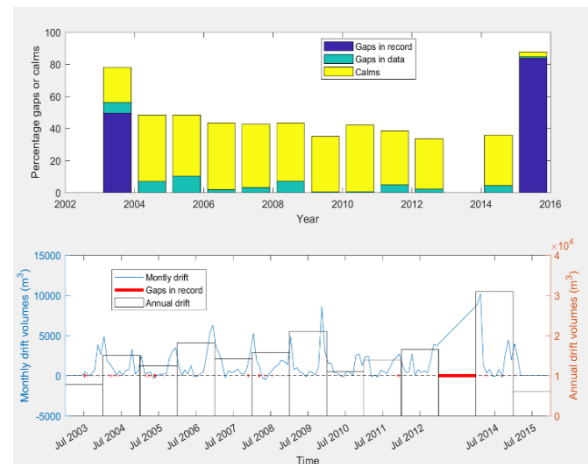 100
80
60
40
20
0
Percentage gaps or calms
Gaps in record
Gaps in data
Calms
2002 2004 2006 2008 2010 2012 2014 2016
Year
15000
10000
5000
0
-5000
Monthly drift volumes (m³)
Montly drift
Gaps in record
Annual drift
×10⁴
4
3
2
1
0
Annual drift volumes (m³)
Jul 2003 Jul 2004 Jul 2005 Jul 2006 Jul 2007 Jul 2008 Jul 2009 Jul 2010 Jul 2011 Jul 2012 Jul 2014 Jul 2015
Time